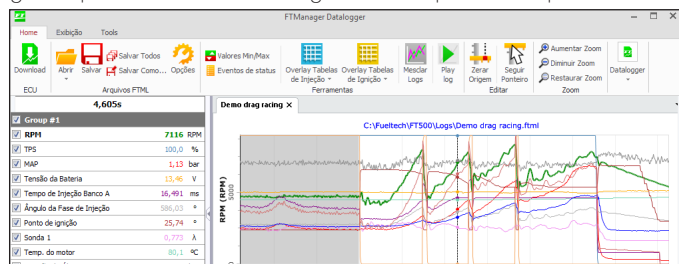 FTManager Datalogger
Home Exibição Tools
Download
ECU
Abrir Salvar Salvar Todos
Salvar Como... Opções
Arquivos FTML
Valores Min/Max
Eventos de status
Overlay Tabelas de Injeção
Overlay Tabelas de Ignição
Ferramentas
Mesclar Logs
Play log
Zerar Origem
Seguir Ponteiro
Editar
Aumentar Zoom
Diminuir Zoom
Restaurar Zoom
Zoom
Datalogger
4,605s
Group #1
RPM 7116 RPM
TPS 100,0 %
MAP 1,13 bar
Tensão da Bateria 13,46 V
Tempo de Injeção Banco A 16,491 ms
Ângulo da Fase de Injeção 586,03 °
Ponto de ignição 25,74 °
Sonda 1 0,773 λ
Temp. do motor 80,1 ºC
Demo drag racing
C:\Fueltech\FT500\Logs\Demo drag racing.ftml
RPM (RPM)
5000